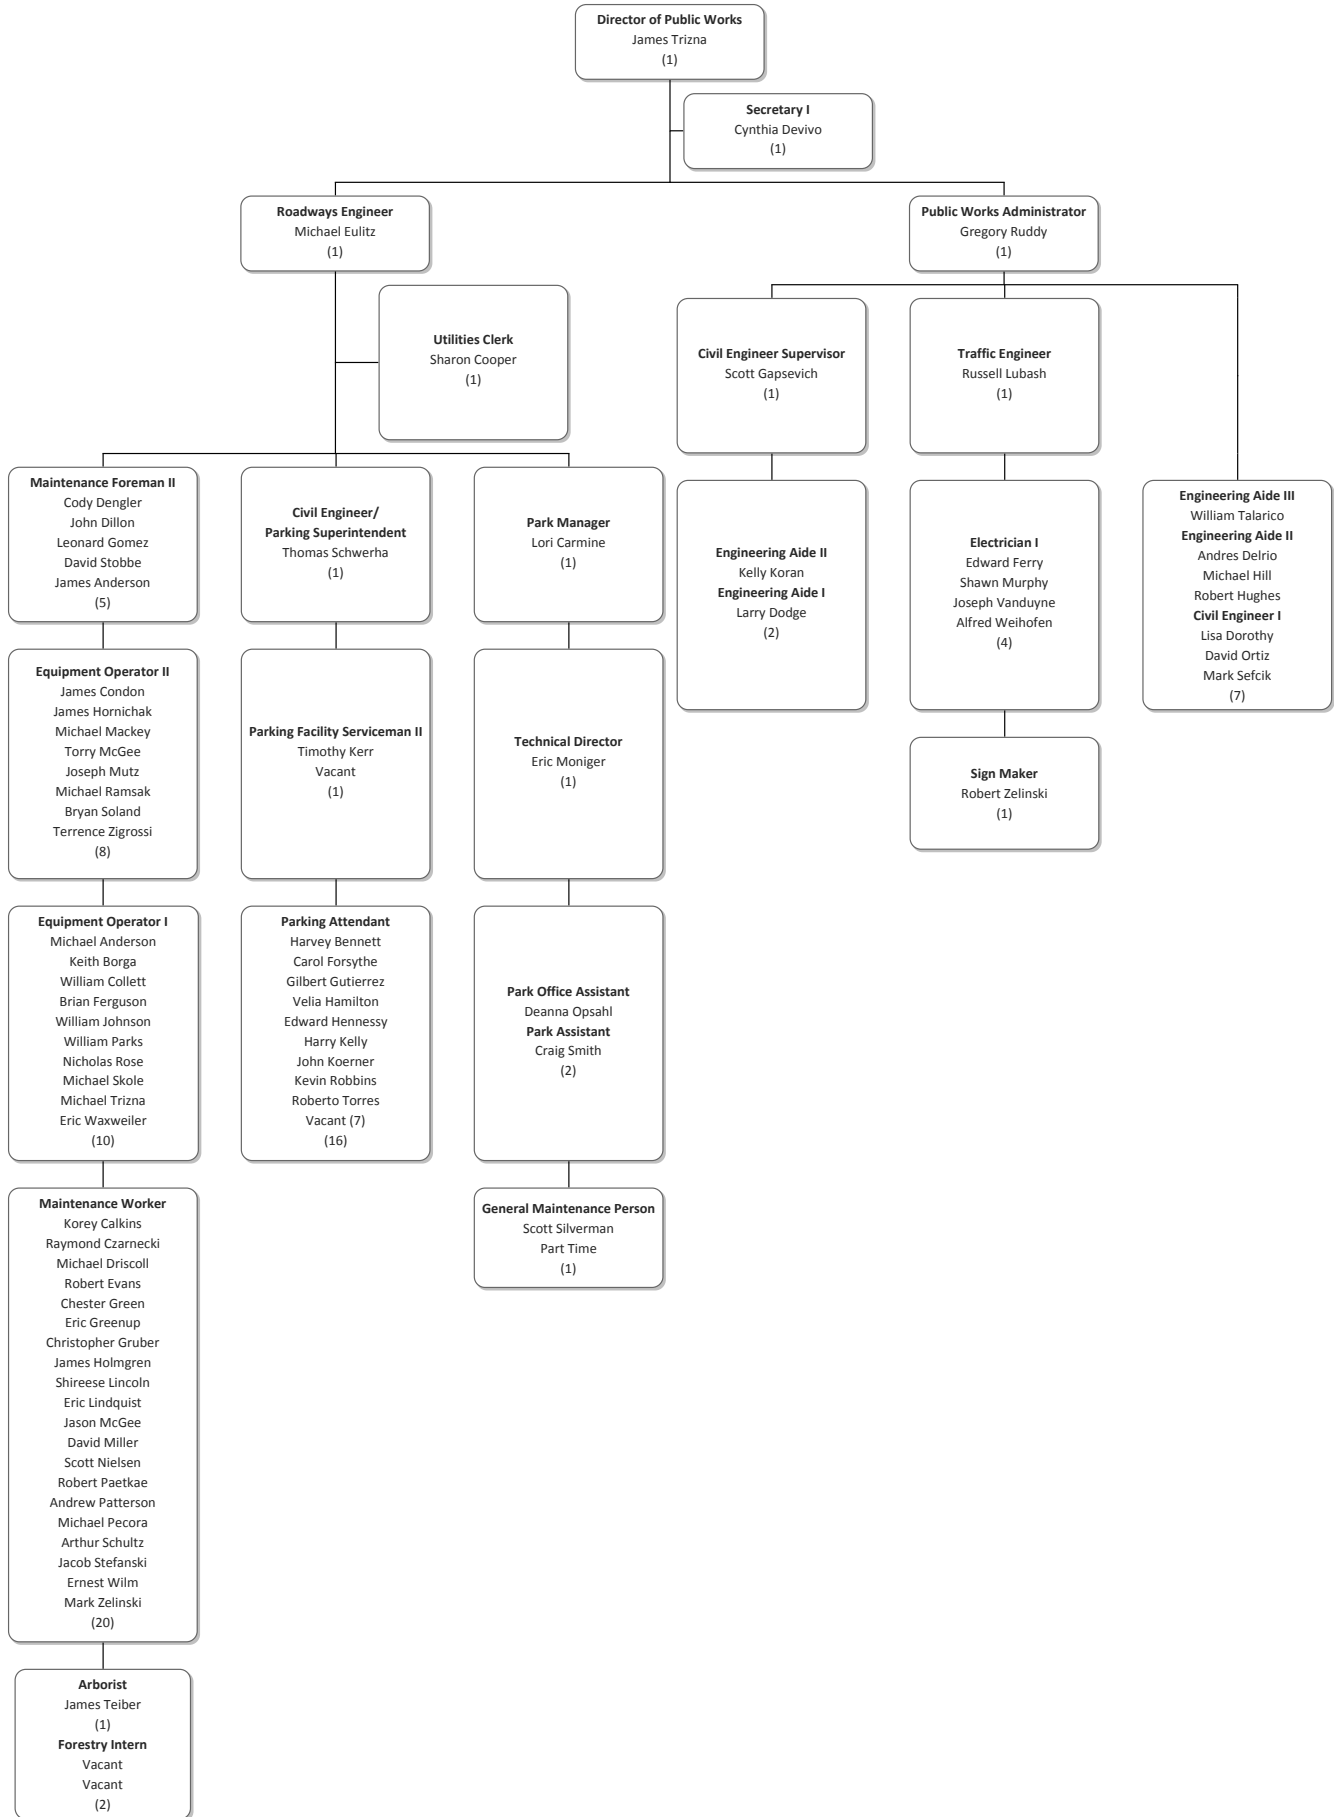 Director of Public Works
James Trizna
(1)
Secretary I
Cynthia Devivo
(1)
Roadways Engineer
Michael Eulitz
(1)
Public Works Administrator
Gregory Ruddy
(1)
Utilities Clerk
Sharon Cooper
(1)
Civil Engineer Supervisor
Scott Gapsevich
(1)
Traffic Engineer
Russell Lubash
(1)
Maintenance Foreman II
Cody Dengler
John Dillon
Leonard Gomez
David Stobbe
James Anderson
(5)
Civil Engineer/
Parking Superintendent
Thomas Schwerha
(1)
Park Manager
Lori Carmine
(1)
Engineering Aide II
Kelly Koran
Engineering Aide I
Larry Dodge
(2)
Electrician I
Edward Ferry
Shawn Murphy
Joseph Vanduyne
Alfred Weihofen
(4)
Engineering Aide III
William Talarico
Engineering Aide II
Andres Delrio
Michael Hill
Robert Hughes
Civil Engineer I
Lisa Dorothy
David Ortiz
Mark Sefcik
(7)
Equipment Operator II
James Condon
James Hornichak
Michael Mackey
Torry McGee
Joseph Mutz
Michael Ramsak
Bryan Soland
Terrence Zigrossi
(8)
Parking Facility Serviceman II
Timothy Kerr
Vacant
(1)
Technical Director
Eric Moniger
(1)
Sign Maker
Robert Zelinski
(1)
Equipment Operator I
Michael Anderson
Keith Borga
William Collett
Brian Ferguson
William Johnson
William Parks
Nicholas Rose
Michael Skole
Michael Trizna
Eric Waxweiler
(10)
Parking Attendant
Harvey Bennett
Carol Forsythe
Gilbert Gutierrez
Velia Hamilton
Edward Hennessy
Harry Kelly
John Koerner
Kevin Robbins
Roberto Torres
Vacant (7)
(16)
Park Office Assistant
Deanna Opsahl
Park Assistant
Craig Smith
(2)
Maintenance Worker
Korey Calkins
Raymond Czarnecki
Michael Driscoll
Robert Evans
Chester Green
Eric Greenup
Christopher Gruber
James Holmgren
Shireese Lincoln
Eric Lindquist
Jason McGee
David Miller
Scott Nielsen
Robert Paetkae
Andrew Patterson
Michael Pecora
Arthur Schultz
Jacob Stefanski
Ernest Wilm
Mark Zelinski
(20)
General Maintenance Person
Scott Silverman
Part Time
(1)
Arborist
James Teiber
(1)
Forestry Intern
Vacant
Vacant
(2)